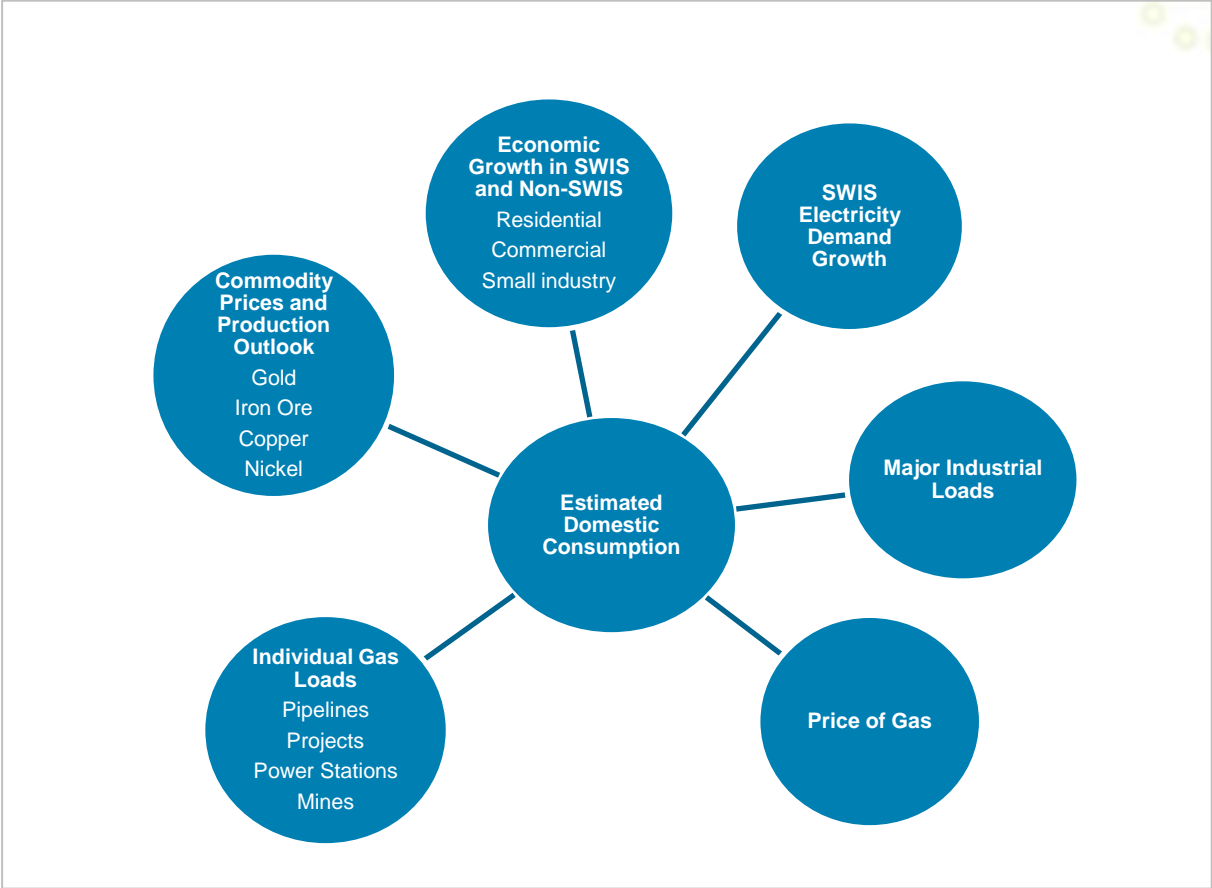 Economic
Growth in SWIS
and Non-SWIS
Residential
Commercial
Small industry
SWIS
Electricity
Demand
Growth
Commodity
Prices and
Production
Outlook
Gold
Iron Ore
Copper
Nickel
Major Industrial
Loads
Estimated
Domestic
Consumption
Individual Gas
Loads
Pipelines
Projects
Power Stations
Mines
Price of Gas